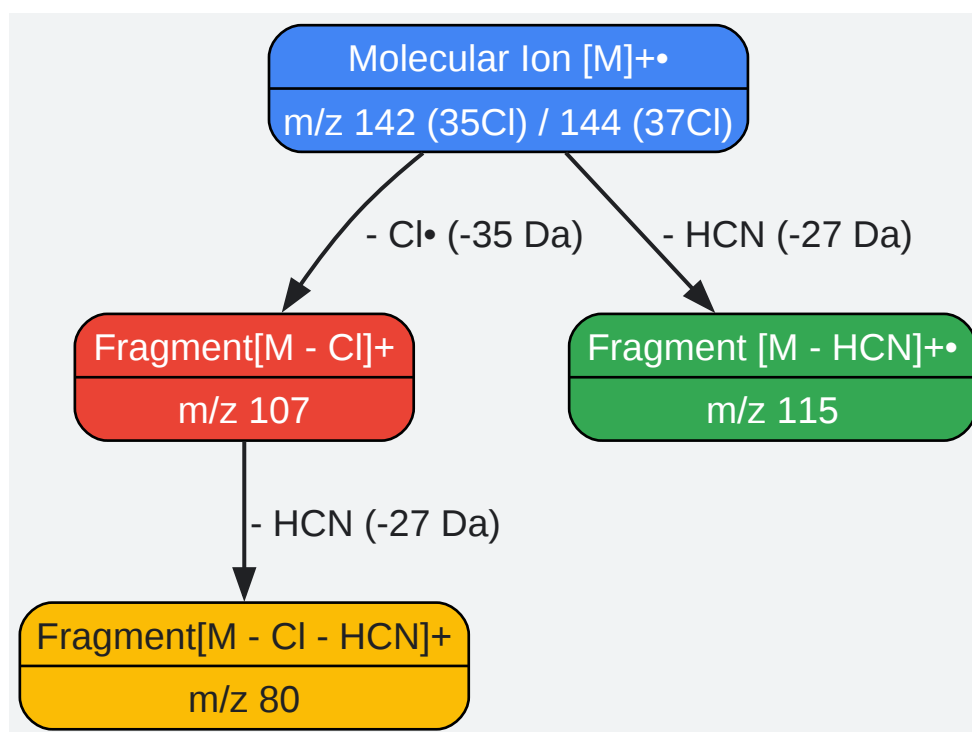 Molecular Ion [M]+•
m/z 142 (35Cl) / 144 (37Cl)
- Cl• (-35 Da)
- HCN (-27 Da)
Fragment[M - Cl]+
m/z 107
Fragment [M - HCN]+•
m/z 115
- HCN (-27 Da)
Fragment[M - Cl - HCN]+
m/z 80